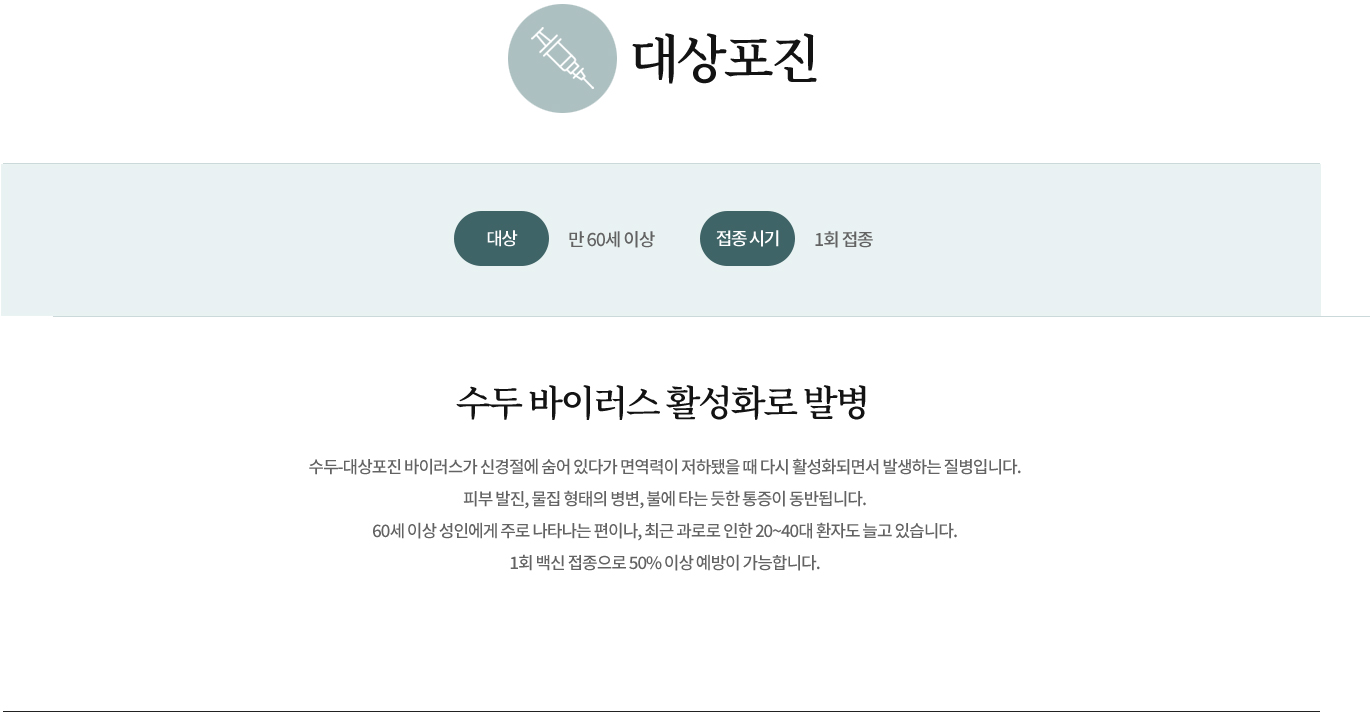 대상포진
대상 만 60세 이상 접종 시기 1회 접종
수두 바이러스 활성화로 발병
수두-대상포진 바이러스가 신경절에 숨어 있다가 면역력이 저하됐을 때 다시 활성화되면서 발생하는 질병입니다.
피부 발진, 물집 형태의 병변, 불에 타는 듯한 통증이 동반됩니다.
60세 이상 성인에게 주로 나타나는 편이나, 최근 과로로 인한 20~40대 환자도 늘고 있습니다.
1회 백신 접종으로 50% 이상 예방이 가능합니다.